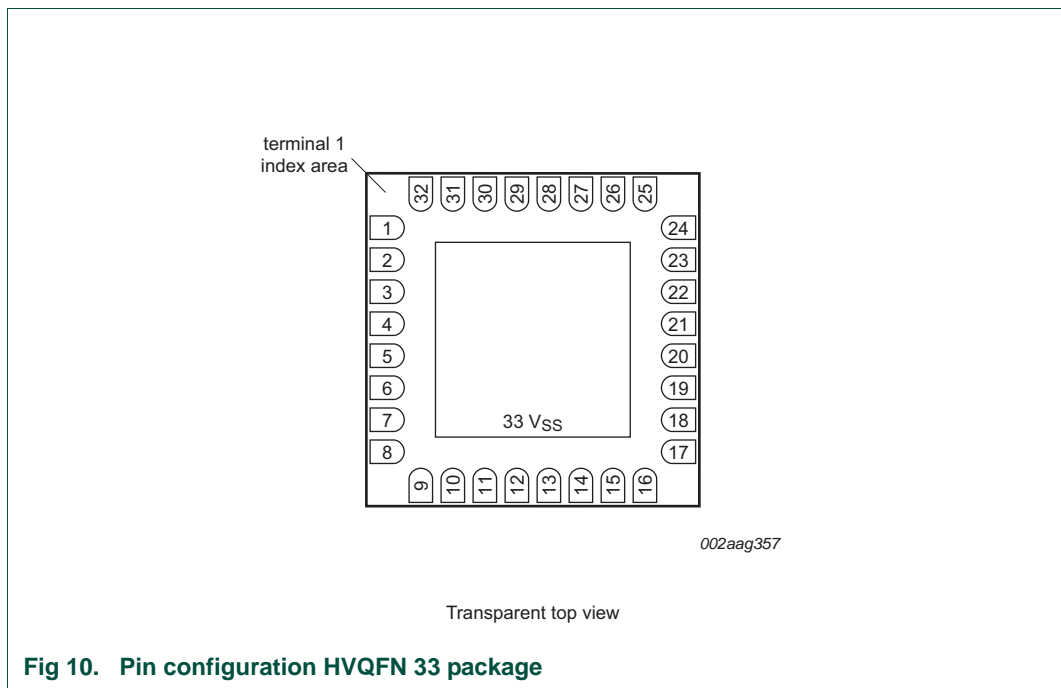 terminal 1
index area
32 31 30 29 28 27 26 25
1 24
2 23
3 22
4 21
5 20
6 19
7 18
8 17
33 VSS
9 10 11 12 13 14 15 16
002aag357
Transparent top view
Fig 10. Pin configuration HVQFN 33 package